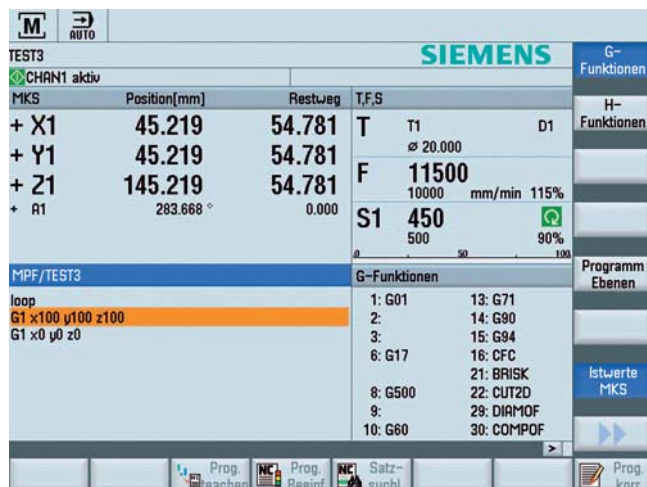 M AUTO
TEST3 SIEMENS
CHAN1 aktiv
MKS Position[mm] Restweg
+ X1 45.219 54.781
+ Y1 45.219 54.781
+ Z1 145.219 54.781
+ A1 283.668 ° 0.000
T,F,S
T T1 D1
ø 20.000
F 11500
10000 mm/min 115%
S1 450
500 90%
0 50 100
MPF/TEST3
loop
G1 x100 y100 z100
G1 x0 y0 z0
G-Funktionen
1: G01 13: G71
2: 14: G90
3: 15: G94
6: G17 16: CFC
21: BRISK
8: G500 22: CUT2D
9: 29: DIAMOF
10: G60 30: COMPOF
>
G-
Funktionen
H-
Funktionen
Programm
Ebenen
Istwerte
MKS
Prog.
teachen
NC Prog.
Beeinf
NC Satz-
suchl
Prog.
korr